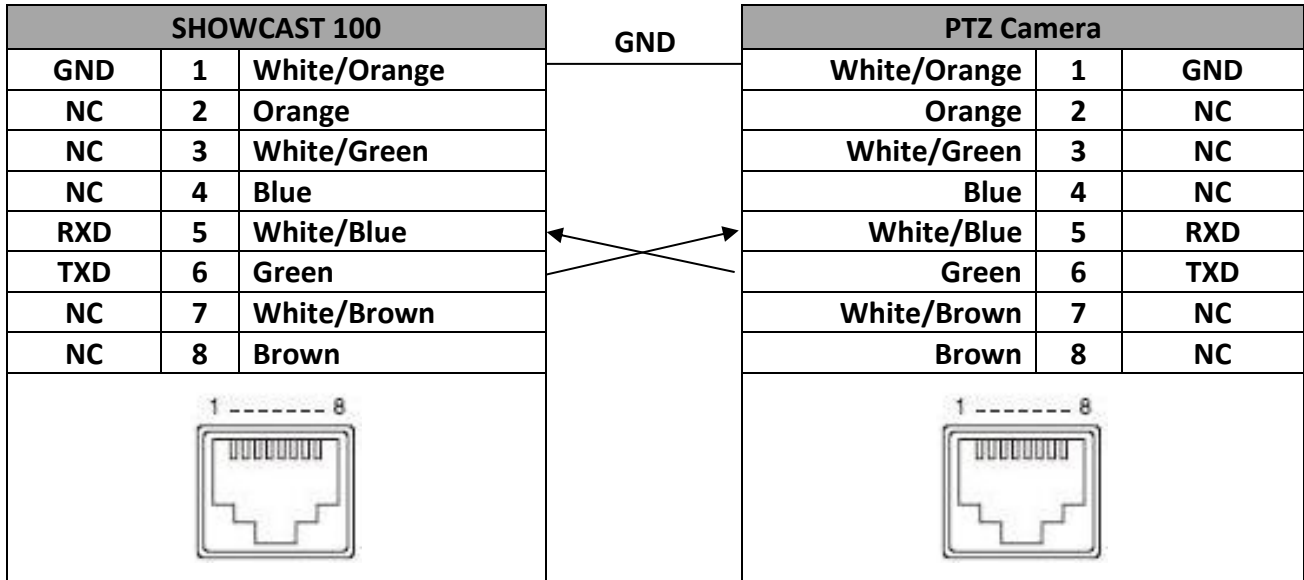 SHOWCAST 100 GND PTZ Camera
GND 1 White/Orange White/Orange 1 GND
NC 2 Orange Orange 2 NC
NC 3 White/Green White/Green 3 NC
NC 4 Blue Blue 4 NC
RXD 5 White/Blue White/Blue 5 RXD
TXD 6 Green Green 6 TXD
NC 7 White/Brown White/Brown 7 NC
NC 8 Brown Brown 8 NC
1 ------- 8 1 ------- 8